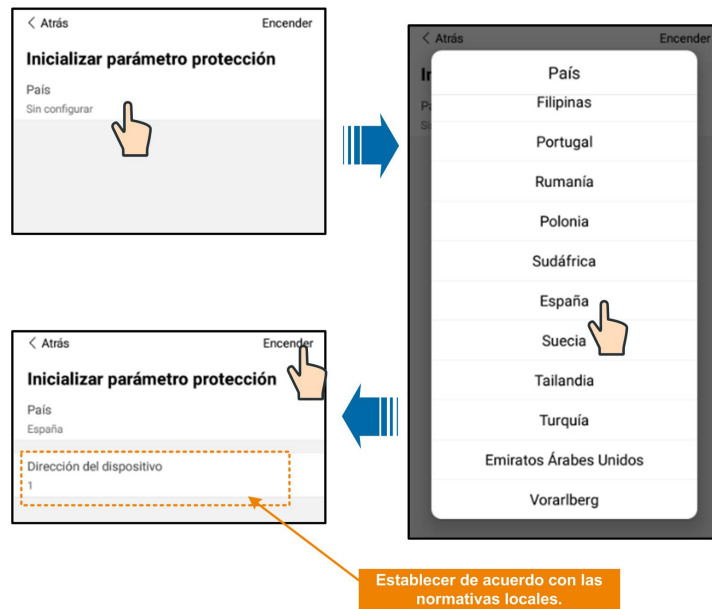 Atrás
Encender
Inicializar parámetro protección
País
Sin configurar
Atrás
Encender
País
Filipinas
Portugal
Rumanía
Polonia
Sudáfrica
España
Suecia
Tailandia
Turquía
Emiratos Árabes Unidos
Vorarlberg
Atrás
Encender
Inicializar parámetro protección
País
España
Dirección del dispositivo
1
Establecer de acuerdo con las
normativas locales.